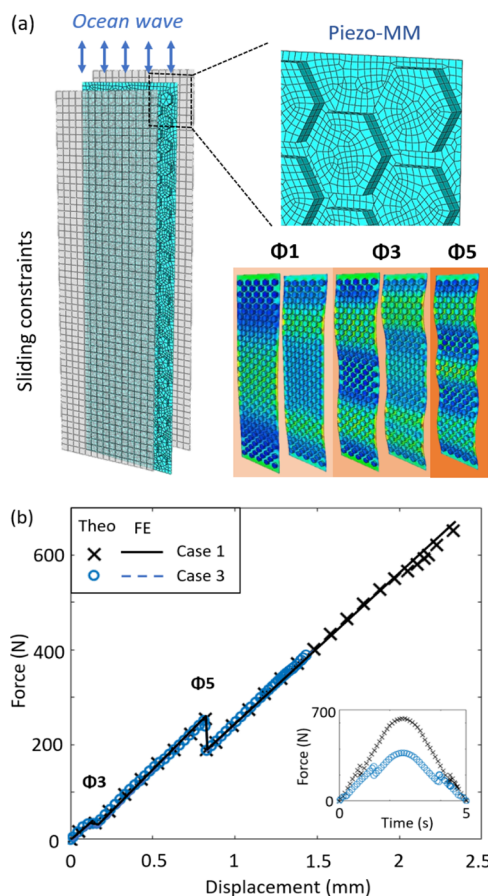 (a)
Ocean wave
Piezo-MM
Sliding constraints
Φ1 Φ3 Φ5
(b)
Theo FE
Case 1
Case 3
Force (N)
600
400
200
0
Φ3
Φ5
700
Force (N)
0
0 5
Time (s)
0 0.5 1 1.5 2 2.5
Displacement (mm)